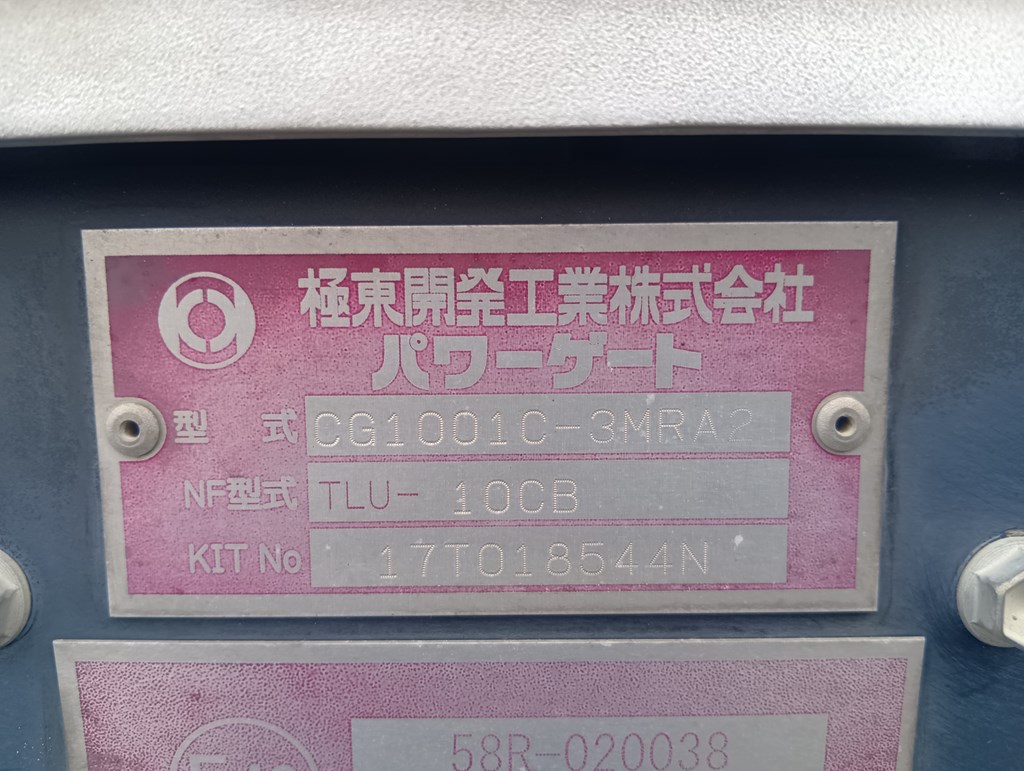 極東開発工業株式会社
パワーゲート
型 式 CG1001C-3MRA2
NF型式 TLU- 10CB
KIT No 17T018544N
58R-020038